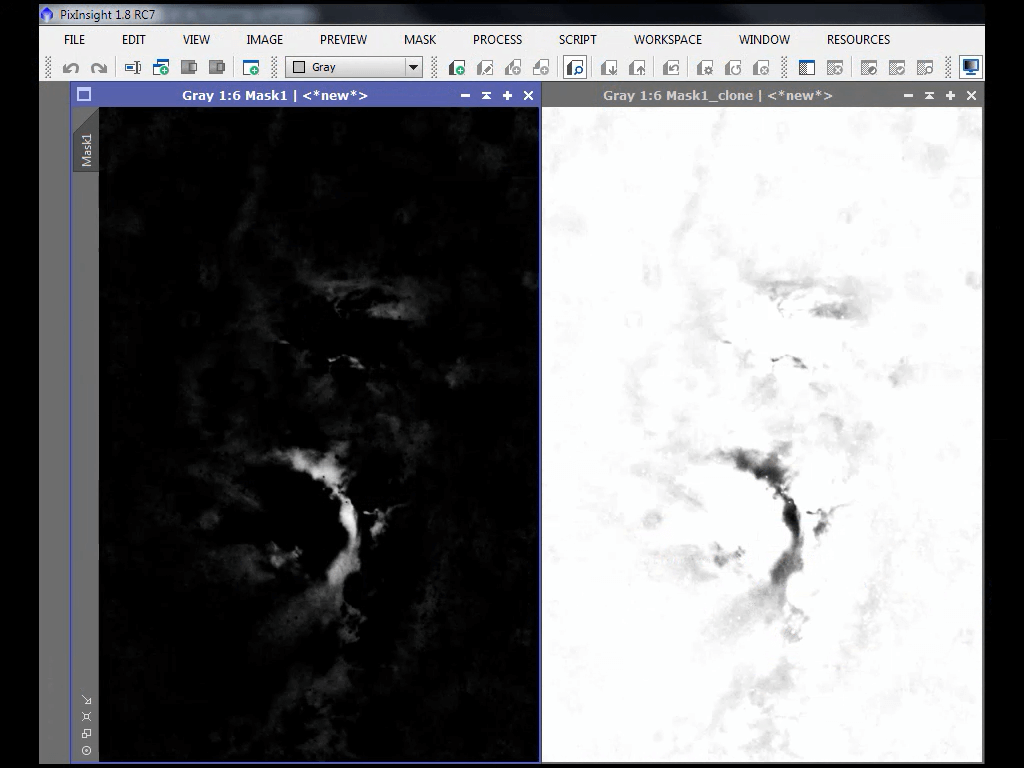 PixInsight 1.8 RC7
FILE EDIT VIEW IMAGE PREVIEW MASK PROCESS SCRIPT WORKSPACE WINDOW RESOURCES
Gray
Gray 1:6 Mask1 | <*new*>
Gray 1:6 Mask1_clone | <*new*>
Mask1